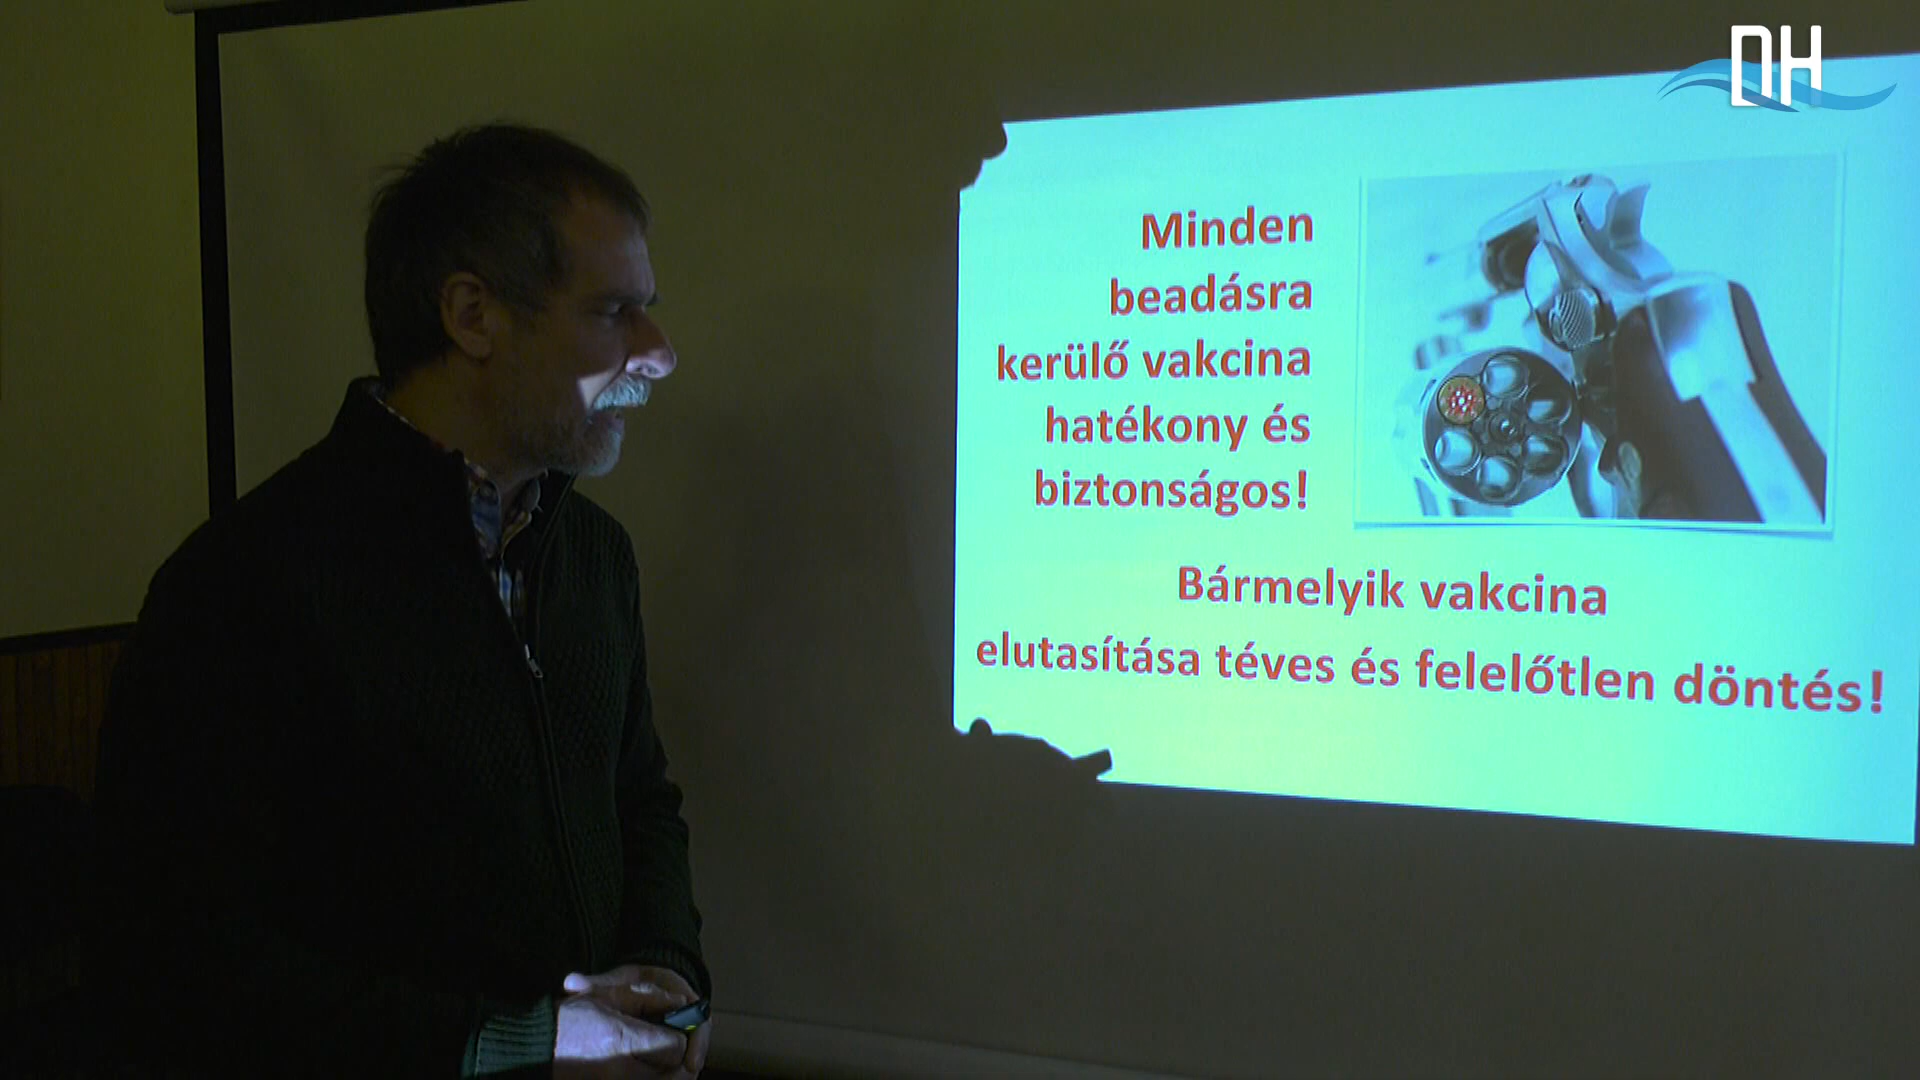 DH
Minden
beadásra
kerülő vakcina
hatékony és
biztonságos!
Bármelyik vakcina
elutasítása téves és felelőtlen döntés!